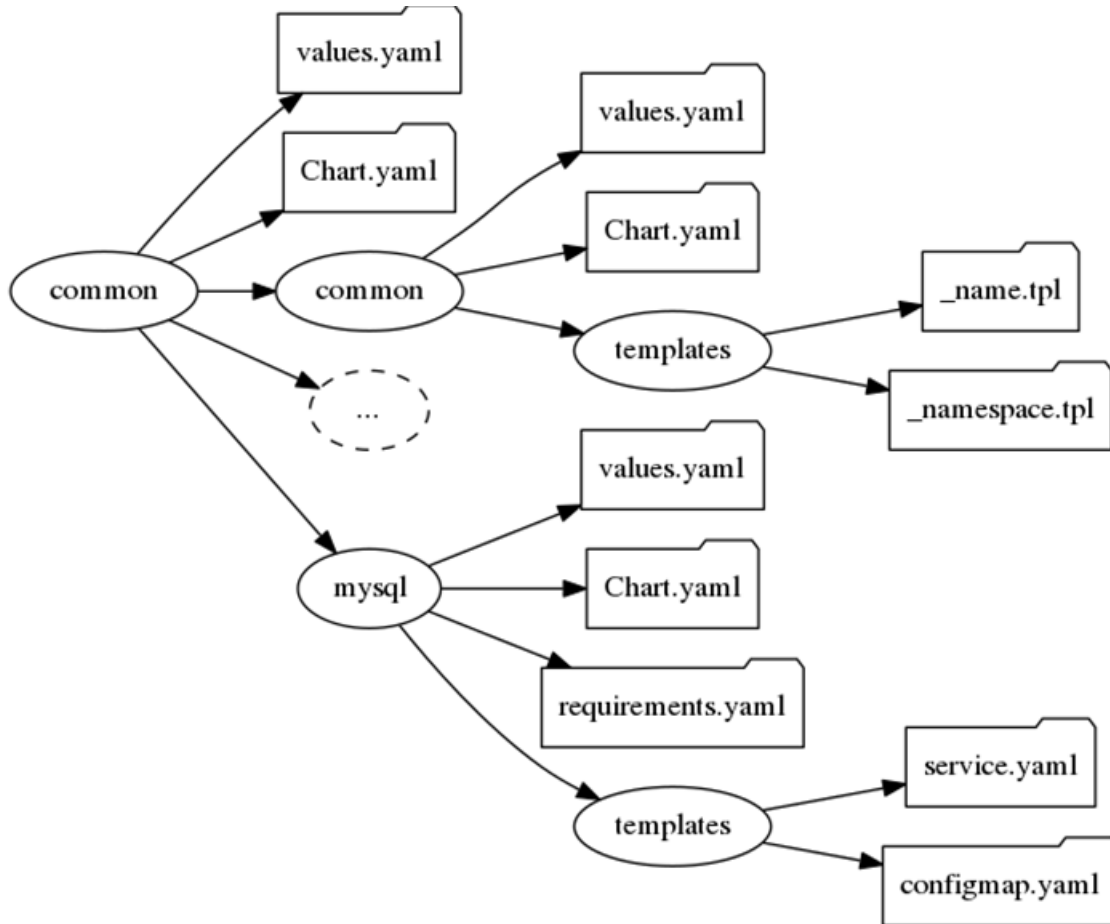 values.yaml
values.yaml
Chart.yaml
Chart.yaml
common
common
_name.tpl
templates
...
_namespace.tpl
values.yaml
mysql
Chart.yaml
requirements.yaml
service.yaml
templates
configmap.yaml